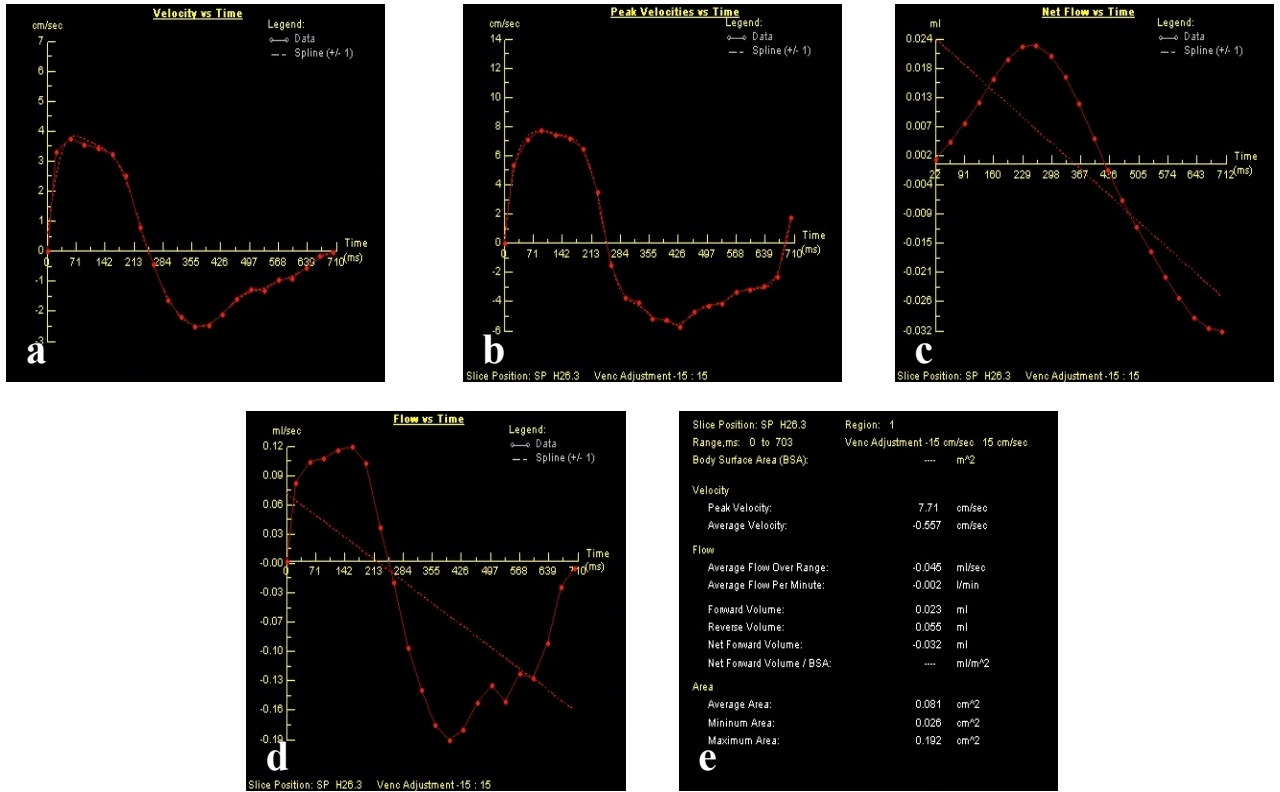 Velocity vs Time
cm/sec
Legend:
Data
Spline (+/- 1)
7
6
5
4
3
2
1
0
-1
-2
-3
0 71 142 213 284 355 426 497 568 639 710
Time
(ms)
a
Peak Velocities vs Time
cm/sec
Legend:
Data
Spline (+/- 1)
14
12
10
8
6
4
2
0
-2
-4
-6
0 71 142 213 284 355 426 497 568 639 710
Time
(ms)
b
Slice Position: SP H26.3 Venc Adjustment -15 : 15
Net Flow vs Time
ml
Legend:
Data
Spline (+/- 1)
0.024
0.018
0.013
0.007
0.002
-0.004
-0.009
-0.015
-0.021
-0.026
-0.032
22 91 160 229 298 367 436 505 574 643 712
Time
(ms)
c
Slice Position: SP H26.3 Venc Adjustment -15 : 15
Flow vs Time
ml/sec
Legend:
Data
Spline (+/- 1)
0.12
0.09
0.06
0.03
-0.00
-0.03
-0.06
-0.10
-0.13
-0.16
-0.19
0 71 142 213 284 355 426 497 568 639 710
Time
(ms)
d
Slice Position: SP H26.3 Venc Adjustment -15 : 15
Slice Position: SP H26.3 Region: 1
Range,ms: 0 to 703 Venc Adjustment -15 cm/sec 15 cm/sec
Body Surface Area (BSA): ---- m^2
Velocity
Peak Velocity: 7.71 cm/sec
Average Velocity: -0.557 cm/sec
Flow
Average Flow Over Range: -0.045 ml/sec
Average Flow Per Minute: -0.002 l/min
Forward Volume: 0.023 ml
Reverse Volume: 0.055 ml
Net Forward Volume: -0.032 ml
Net Forward Volume / BSA: ---- ml/m^2
Area
Average Area: 0.081 cm^2
Mininum Area: 0.026 cm^2
Maximum Area: 0.192 cm^2
e